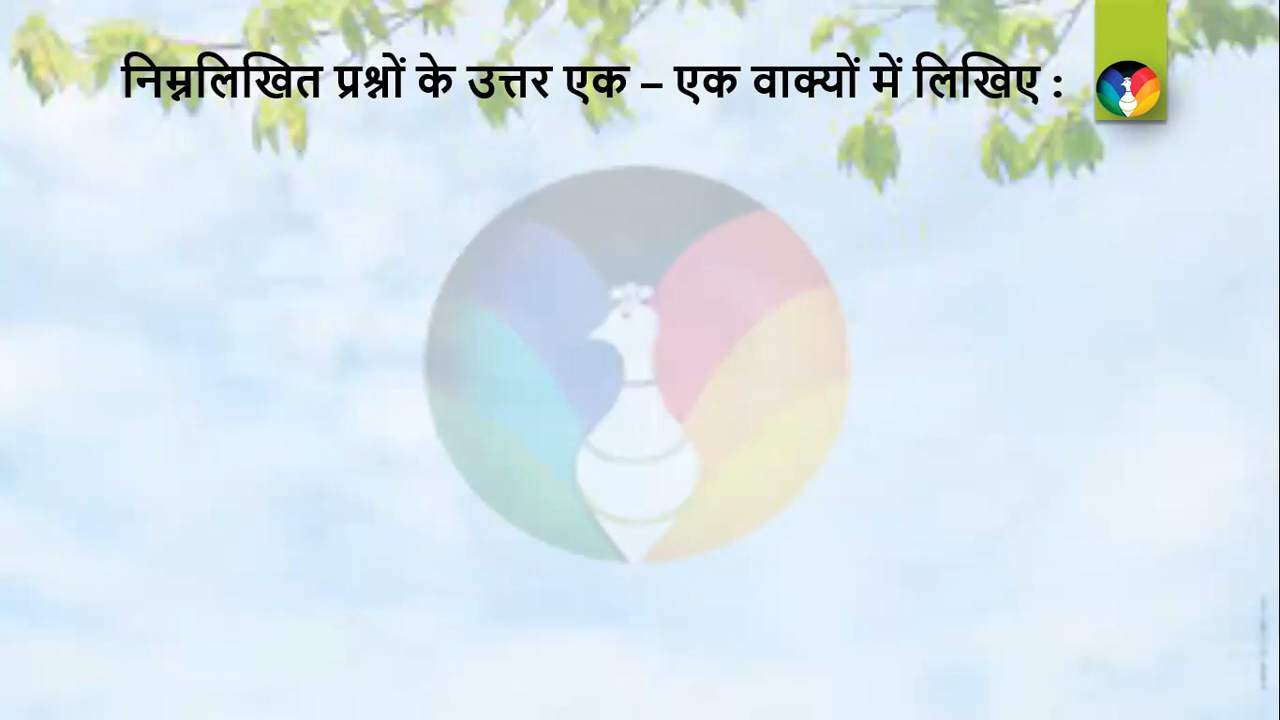 निम्नलिखित प्रश्नों के उत्तर एक – एक वाक्यों में लिखिए :